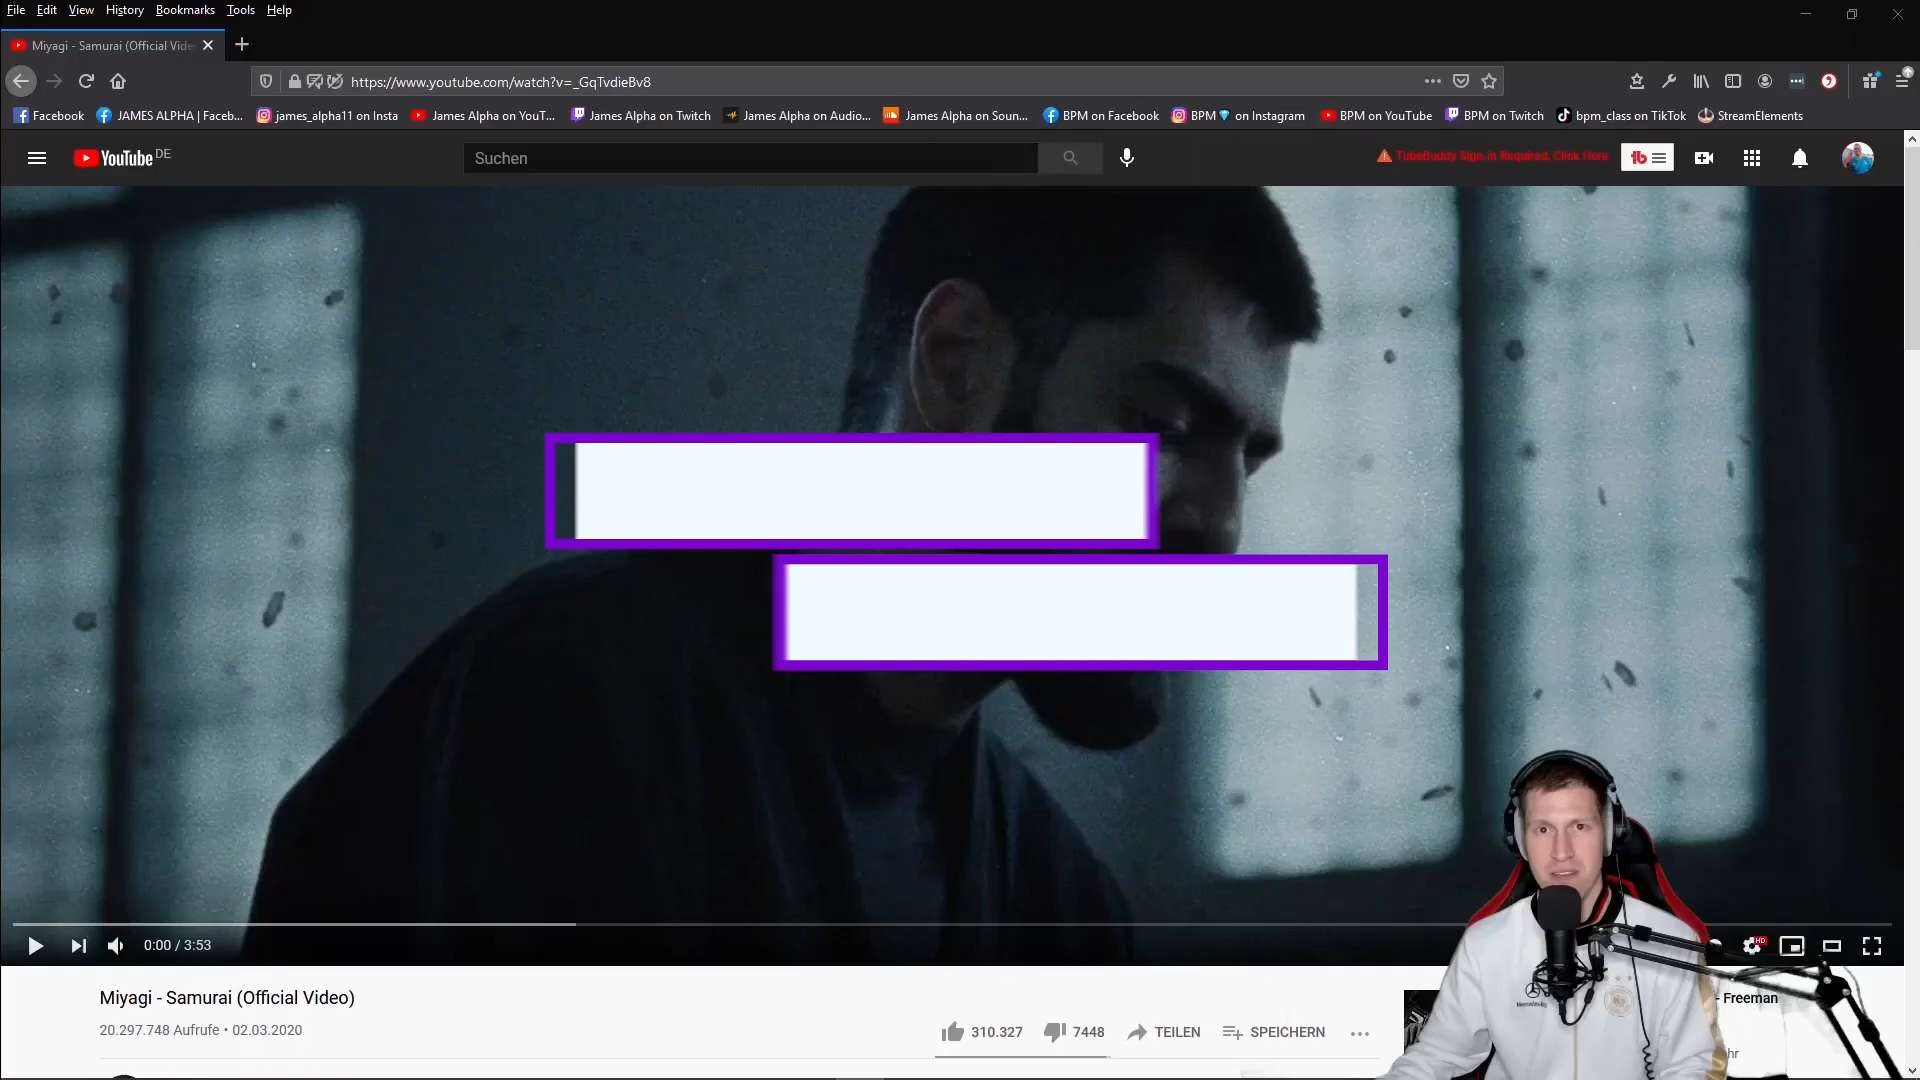 File Edit View History Bookmarks Tools Help
Miyagi - Samurai (Official Vide
https://www.youtube.com/watch?v=_GqTvdieBv8
Facebook JAMES ALPHA | Faceb... james_alpha11 on Insta James Alpha on YouT... James Alpha on Twitch James Alpha on Audio... James Alpha on Soun... BPM on Facebook BPM💎 on Instagram BPM on YouTube BPM on Twitch bpm_class on TikTok StreamElements
YouTube DE
Suchen
TubeBuddy Sign-in Required, Click Here
tb
0:00 / 3:53
HD
Miyagi - Samurai (Official Video)
- Freeman
20.297.748 Aufrufe • 02.03.2020
310.327 7448 TEILEN SPEICHERN
hr